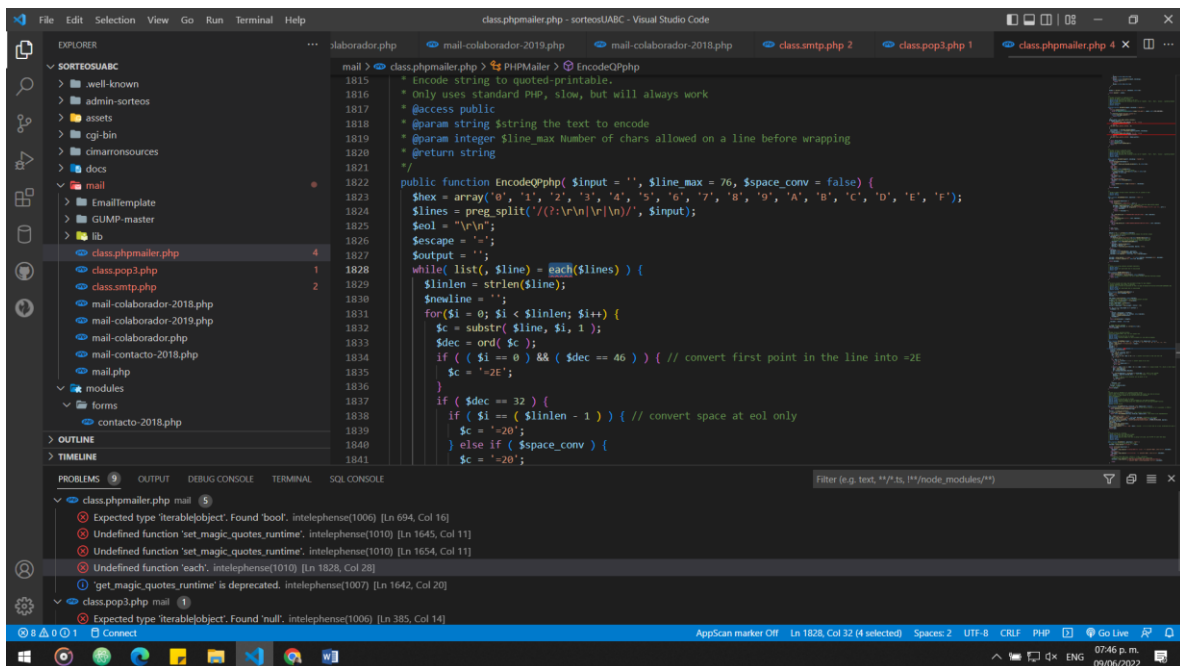 File Edit Selection View Go Run Terminal Help
class.phpmailer.php - sorteosUABC - Visual Studio Code
EXPLORER
SORTEOSUABC
.well-known
admin-sorteos
assets
cgi-bin
cimarronsources
docs
mail
EmailTemplate
GUMP-master
lib
class.phpmailer.php 4
class.pop3.php 1
class.smtp.php 2
mail-colaborador-2018.php
mail-colaborador-2019.php
mail-colaborador.php
mail-contacto-2018.php
mail.php
modules
forms
contacto-2018.php
OUTLINE
TIMELINE
olaborador.php mail-colaborador-2019.php mail-colaborador-2018.php class.smtp.php 2 class.pop3.php 1 class.phpmailer.php 4
mail > class.phpmailer.php > PHPMailer > EncodeQPphp
1815 * Encode string to quoted-printable.
1816 * Only uses standard PHP, slow, but will always work
1817 * @access public
1818 * @param string $string the text to encode
1819 * @param integer $line_max Number of chars allowed on a line before wrapping
1820 * @return string
1821 */
1822 public function EncodeQPphp( $input = '', $line_max = 76, $space_conv = false) {
1823 $hex = array('0', '1', '2', '3', '4', '5', '6', '7', '8', '9', 'A', 'B', 'C', 'D', 'E', 'F');
1824 $lines = preg_split('/(?:\r\n|\r|\n)/', $input);
1825 $eol = "\r\n";
1826 $escape = '=';
1827 $output = '';
1828 while( list(, $line) = each($lines) ) {
1829 $linlen = strlen($line);
1830 $newline = '';
1831 for($i = 0; $i < $linlen; $i++) {
1832 $c = substr( $line, $i, 1 );
1833 $dec = ord( $c );
1834 if ( ( $i == 0 ) && ( $dec == 46 ) ) { // convert first point in the line into =2E
1835 $c = '=2E';
1836 }
1837 if ( $dec == 32 ) {
1838 if ( $i == ( $linlen - 1 ) ) { // convert space at eol only
1839 $c = '=20';
1840 } else if ( $space_conv ) {
1841 $c = '=20';
PROBLEMS 9 OUTPUT DEBUG CONSOLE TERMINAL SQL CONSOLE
Filter (e.g. text, **/*.ts, !**/node_modules/**)
class.phpmailer.php mail 5
Expected type 'iterable|object'. Found 'bool'. intelephense(1006) [Ln 694, Col 16]
Undefined function 'set_magic_quotes_runtime'. intelephense(1010) [Ln 1645, Col 11]
Undefined function 'set_magic_quotes_runtime'. intelephense(1010) [Ln 1654, Col 11]
Undefined function 'each'. intelephense(1010) [Ln 1828, Col 28]
'get_magic_quotes_runtime' is deprecated. intelephense(1007) [Ln 1642, Col 20]
class.pop3.php mail 1
Expected type 'iterable|object'. Found 'null'. intelephense(1006) [Ln 385, Col 14]
8 0 1 Connect
AppScan marker Off Ln 1828, Col 32 (4 selected) Spaces: 2 UTF-8 CRLF PHP Go Live
ENG
07:46 p. m.
09/06/2022